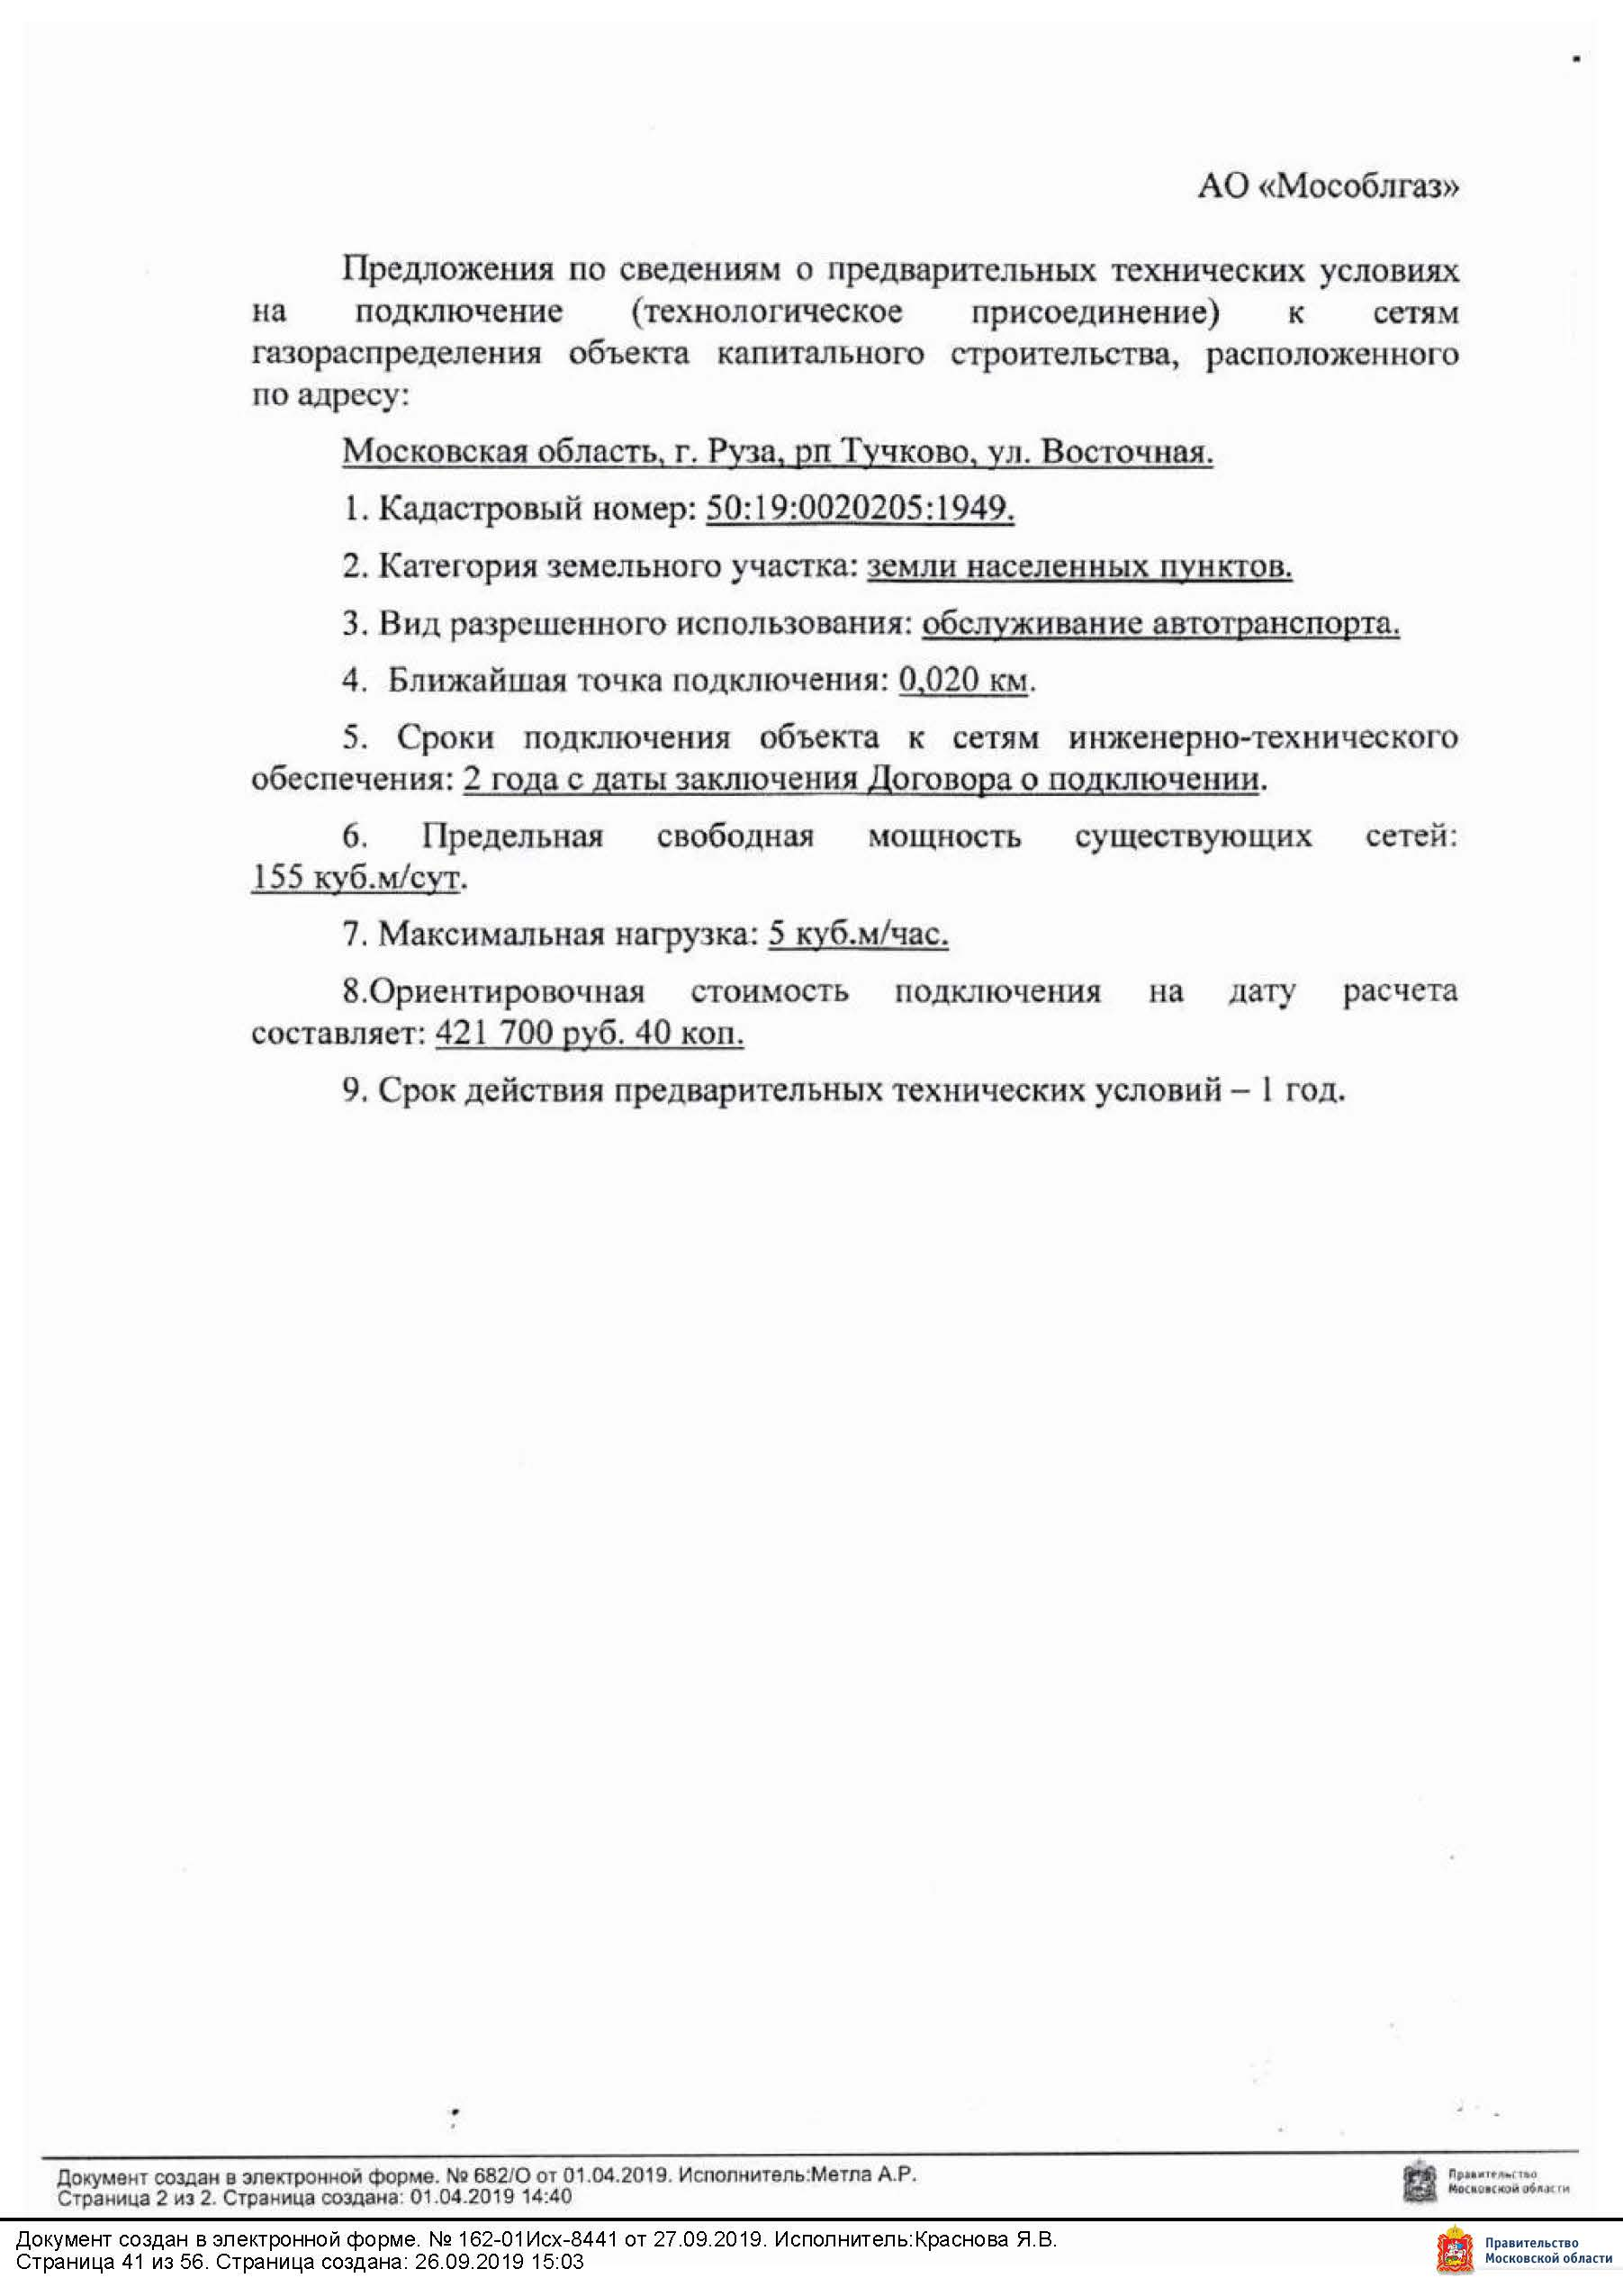 АО «Мособлгаз»
Предложения по сведениям о предварительных технических условиях
на подключение (технологическое присоединение) к сетям
газораспределения объекта капитального строительства, расположенного
по адресу:
Московская область, г. Руза, рп Тучково, ул. Восточная.
1. Кадастровый номер: 50:19:0020205:1949.
2. Категория земельного участка: земли населенных пунктов.
3. Вид разрешенного использования: обслуживание автотранспорта.
4. Ближайшая точка подключения: 0,020 км.
5. Сроки подключения объекта к сетям инженерно-технического
обеспечения: 2 года с даты заключения Договора о подключении.
6. Предельная свободная мощность существующих сетей:
155 куб.м/сут.
7. Максимальная нагрузка: 5 куб.м/час.
8.Ориентировочная стоимость подключения на дату расчета
составляет: 421 700 руб. 40 коп.
9. Срок действия предварительных технических условий – 1 год.
Документ создан в электронной форме. № 682/О от 01.04.2019. Исполнитель:Метла А.Р.
Страница 2 из 2. Страница создана: 01.04.2019 14:40
Правительство
Московской области
Документ создан в электронной форме. № 162-01Исх-8441 от 27.09.2019. Исполнитель:Краснова Я.В.
Страница 41 из 56. Страница создана: 26.09.2019 15:03
Правительство
Московской области